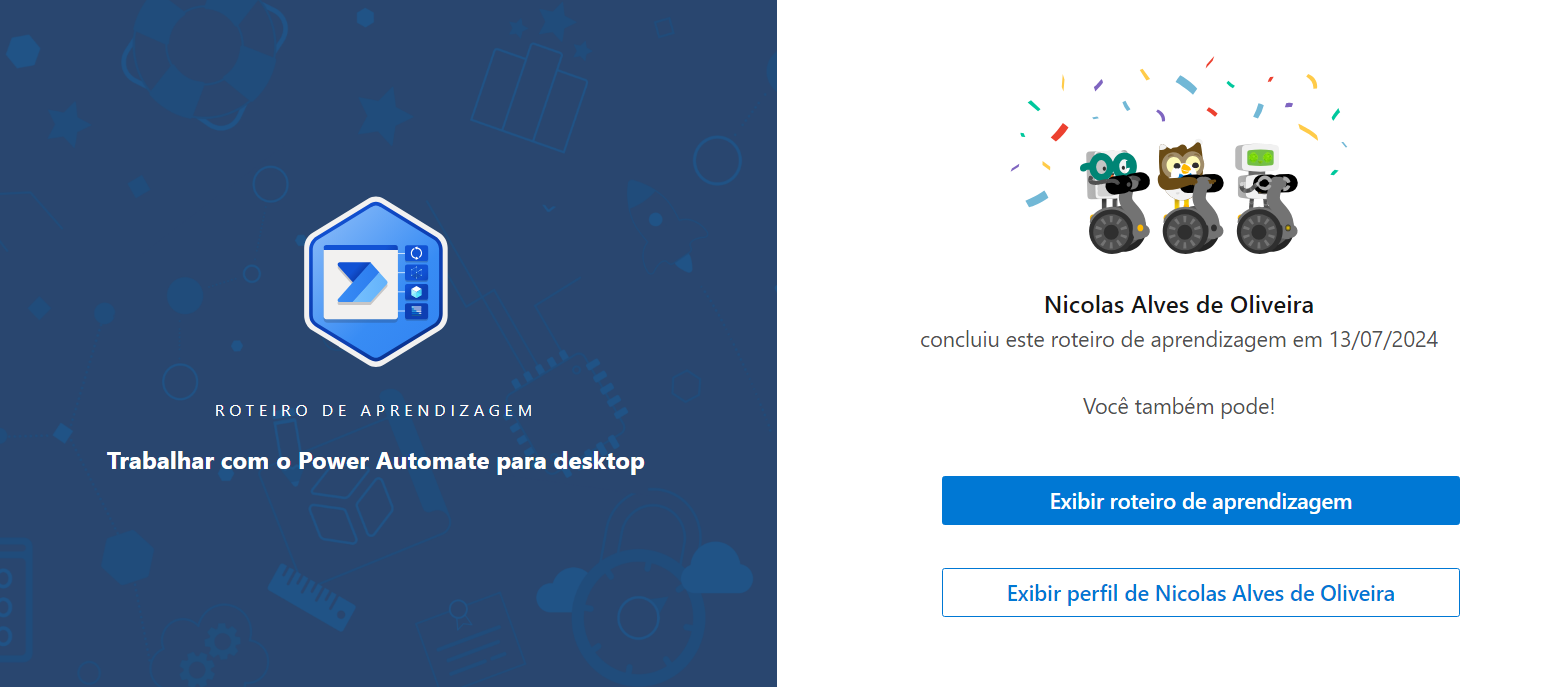 ROTEIRO DE APRENDIZAGEM
Trabalhar com o Power Automate para desktop
Nicolas Alves de Oliveira
concluiu este roteiro de aprendizagem em 13/07/2024
Você também pode!
Exibir roteiro de aprendizagem
Exibir perfil de Nicolas Alves de Oliveira